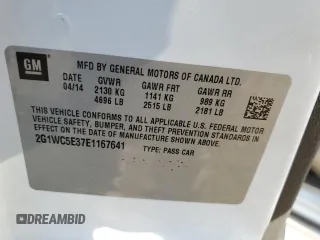 GM
MFD BY GENERAL MOTORS OF CANADA LTD.
DATE GVWR GAWR FRT GAWR RR
04/14 2130 KG 1141 KG 989 KG
4696 LB 2515 LB 2181 LB
THIS VEHICLE CONFORMS TO ALL APPLICABLE U.S. FEDERAL MOTOR
VEHICLE SAFETY, BUMPER, AND THEFT PREVENTION STANDARDS
IN EFFECT ON THE DATE OF MANUFACTURE SHOWN ABOVE.
2G1WC5E37E1167641 TYPE: PASS CAR
© BIDINFO AUTOBIDMASTER